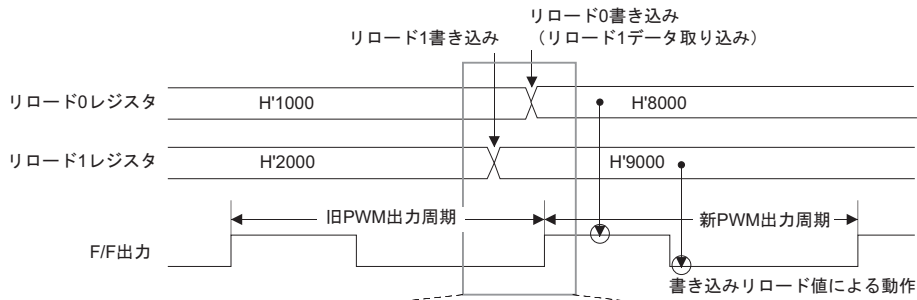 リロード0書き込み
（リロード1データ取り込み）
リロード1書き込み
リロード0レジスタ
H'1000
H'8000
リロード1レジスタ
H'2000
H'9000
旧PWM出力周期
新PWM出力周期
F/F出力
書き込みリロード値による動作